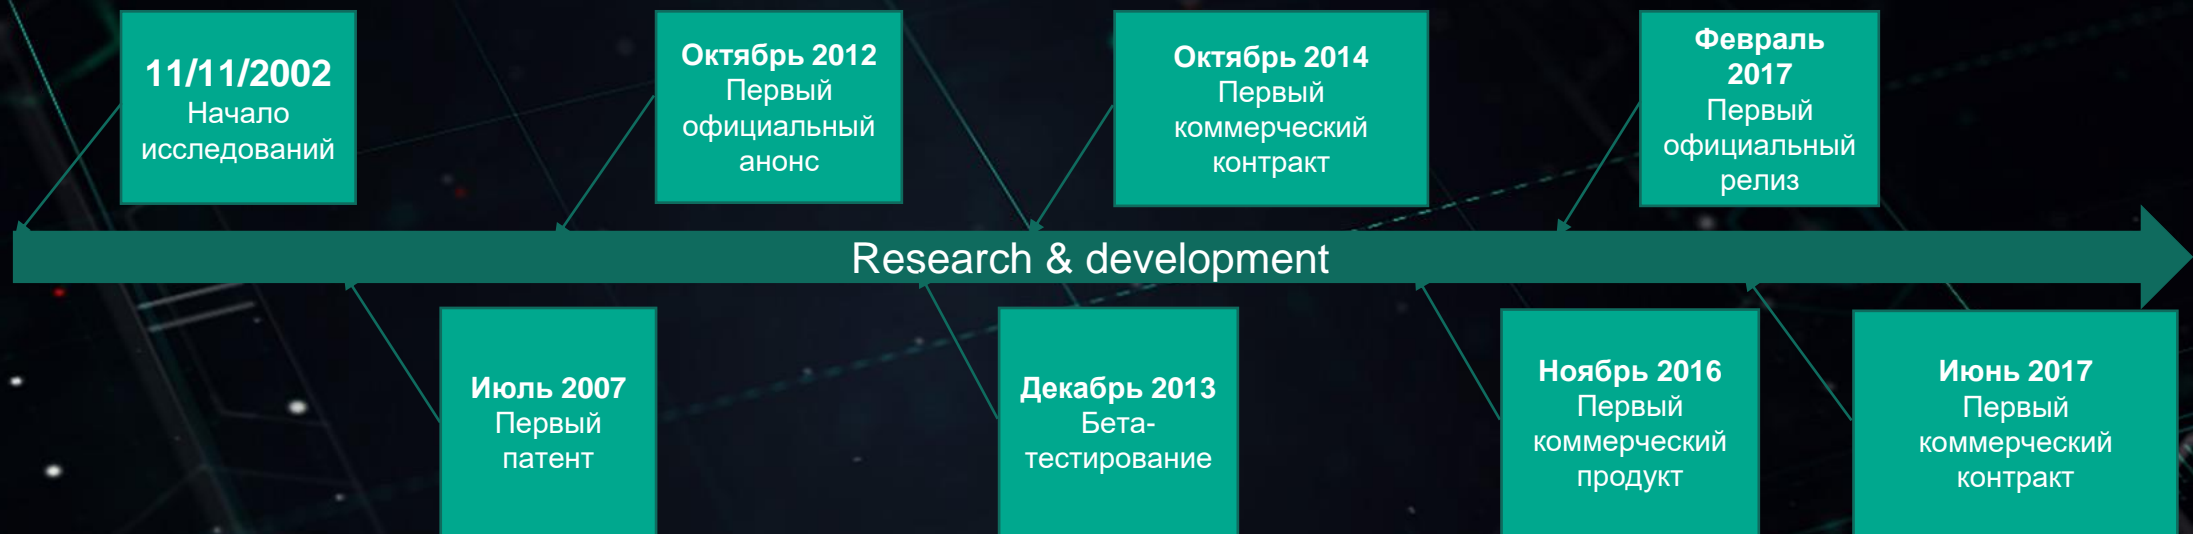 11/11/2002
Начало
исследований
Октябрь 2012
Первый
официальный
анонс
Октябрь 2014
Первый
коммерческий
контракт
Февраль
2017
Первый
официальный
релиз
Research & development
Июль 2007
Первый
патент
Декабрь 2013
Бета-
тестирование
Ноябрь 2016
Первый
коммерческий
продукт
Июнь 2017
Первый
коммерческий
контракт